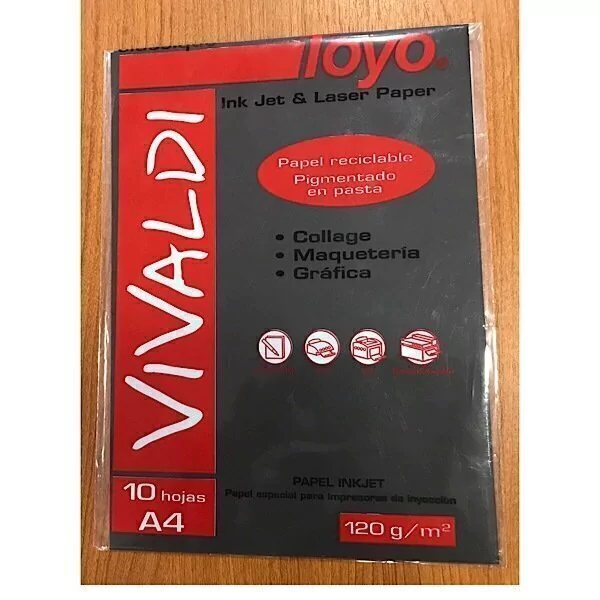 Toyo®
Ink Jet & Laser Paper
VIVALDI
Papel reciclable
Pigmentado
en pasta
• Collage
• Maquetería
• Gráfica
PAPEL INKJET
Papel especial para impresoras de inyección
10 hojas
A4
120 g/m²